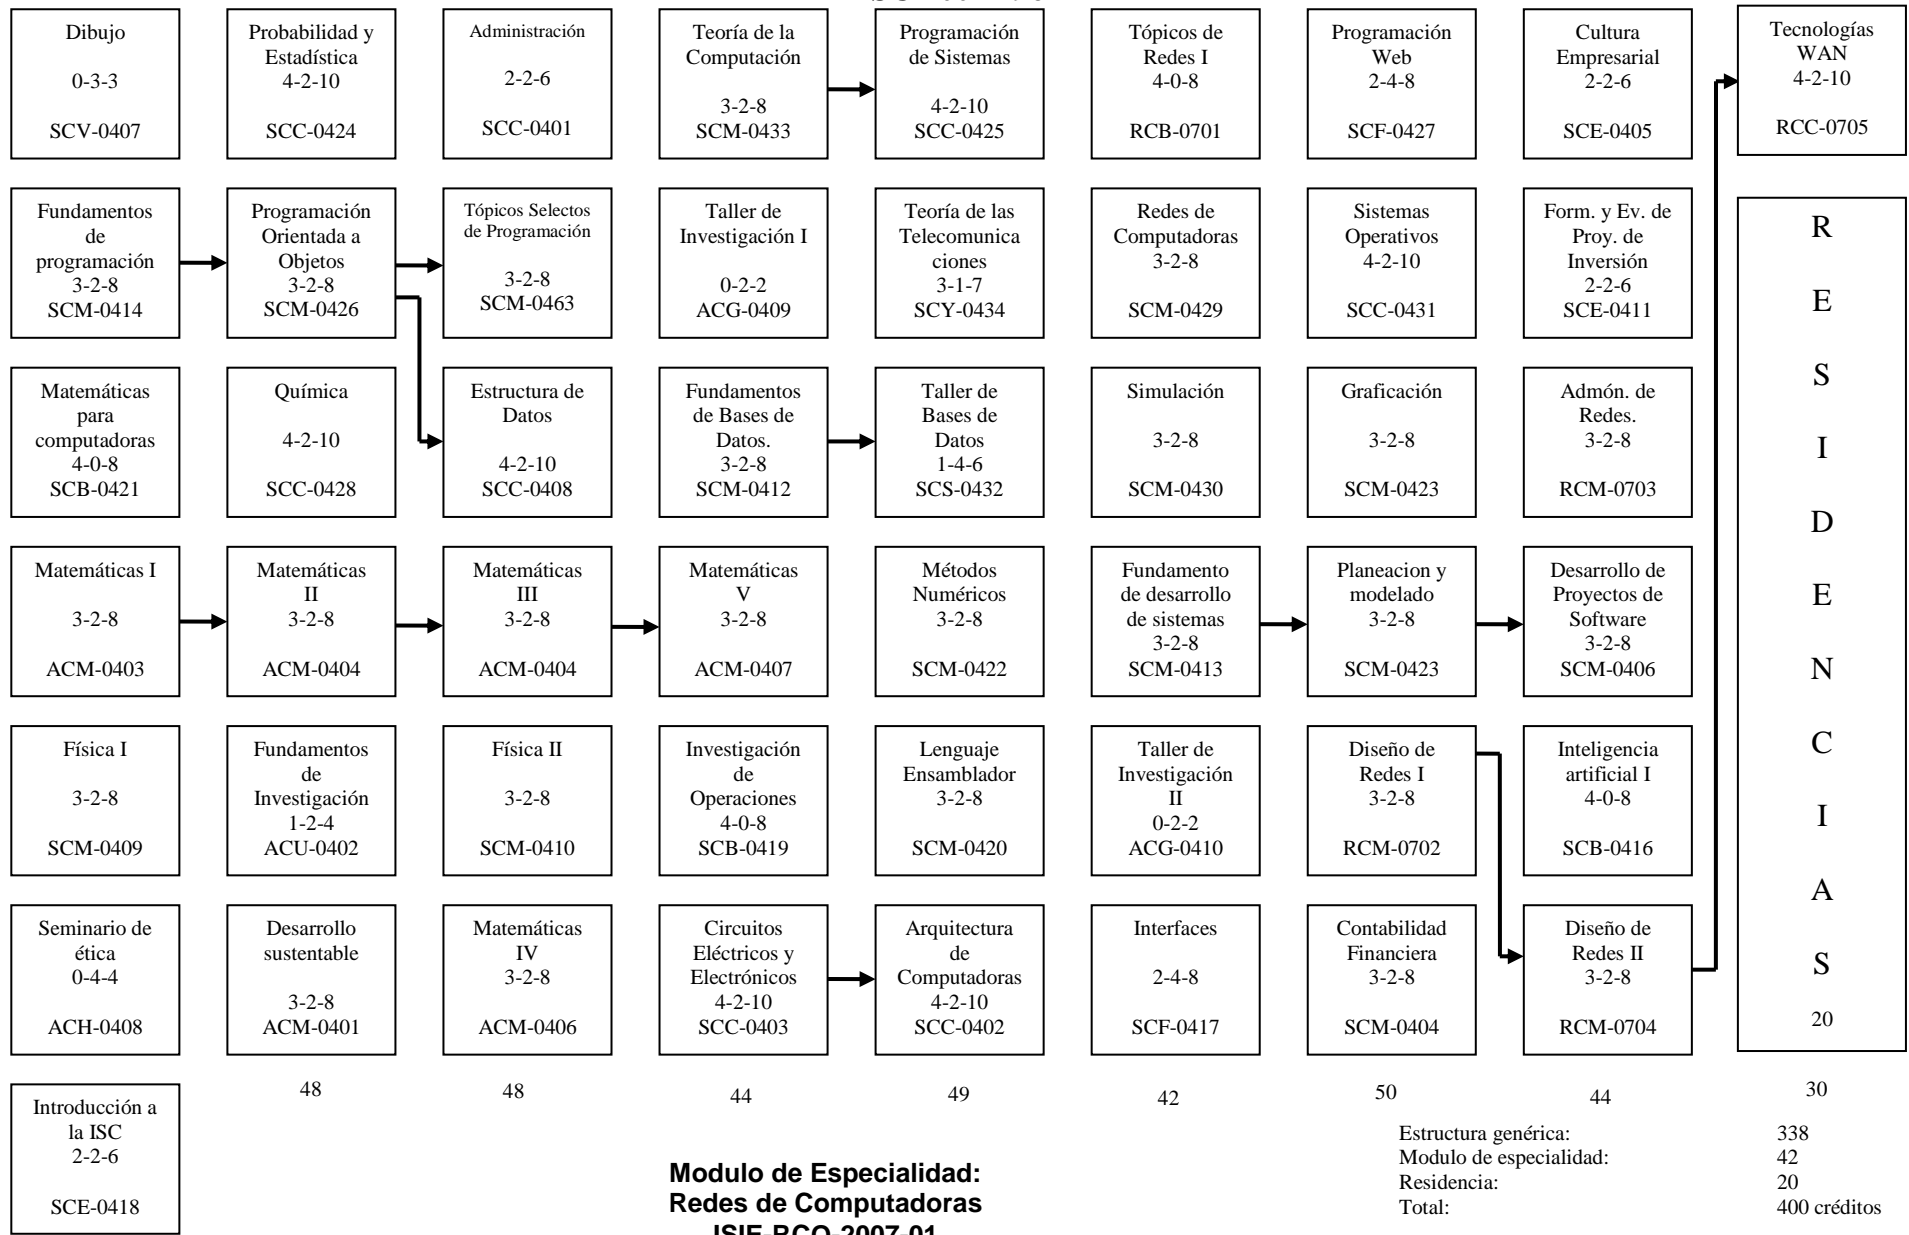 Dibujo
0-3-3
SCV-0407
Probabilidad y
Estadística
4-2-10
SCC-0424
Administración
2-2-6
SCC-0401
Teoría de la
Computación
3-2-8
SCM-0433
Programación
de Sistemas
4-2-10
SCC-0425
Tópicos de
Redes I
4-0-8
RCB-0701
Programación
Web
2-4-8
SCF-0427
Cultura
Empresarial
2-2-6
SCE-0405
Tecnologías
WAN
4-2-10
RCC-0705
Fundamentos
de
programación
3-2-8
SCM-0414
Programación
Orientada a
Objetos
3-2-8
SCM-0426
Tópicos Selectos
de Programación
3-2-8
SCM-0463
Taller de
Investigación I
0-2-2
ACG-0409
Teoría de las
Telecomunica
ciones
3-1-7
SCY-0434
Redes de
Computadoras
3-2-8
SCM-0429
Sistemas
Operativos
4-2-10
SCC-0431
Form. y Ev. de
Proy. de
Inversión
2-2-6
SCE-0411
Matemáticas
para
computadoras
4-0-8
SCB-0421
Química
4-2-10
SCC-0428
Estructura de
Datos
4-2-10
SCC-0408
Fundamentos
de Bases de
Datos.
3-2-8
SCM-0412
Taller de
Bases de
Datos
1-4-6
SCS-0432
Simulación
3-2-8
SCM-0430
Graficación
3-2-8
SCM-0423
Admón. de
Redes.
3-2-8
RCM-0703
Matemáticas I
3-2-8
ACM-0403
Matemáticas
II
3-2-8
ACM-0404
Matemáticas
III
3-2-8
ACM-0404
Matemáticas
V
3-2-8
ACM-0407
Métodos
Numéricos
3-2-8
SCM-0422
Fundamento
de desarrollo
de sistemas
3-2-8
SCM-0413
Planeacion y
modelado
3-2-8
SCM-0423
Desarrollo de
Proyectos de
Software
3-2-8
SCM-0406
Física I
3-2-8
SCM-0409
Fundamentos
de
Investigación
1-2-4
ACU-0402
Física II
3-2-8
SCM-0410
Investigación
de
Operaciones
4-0-8
SCB-0419
Lenguaje
Ensamblador
3-2-8
SCM-0420
Taller de
Investigación
II
0-2-2
ACG-0410
Diseño de
Redes I
3-2-8
RCM-0702
Inteligencia
artificial I
4-0-8
SCB-0416
Seminario de
ética
0-4-4
ACH-0408
Desarrollo
sustentable
3-2-8
ACM-0401
Matemáticas
IV
3-2-8
ACM-0406
Circuitos
Eléctricos y
Electrónicos
4-2-10
SCC-0403
Arquitectura
de
Computadoras
4-2-10
SCC-0402
Interfaces
2-4-8
SCF-0417
Contabilidad
Financiera
3-2-8
SCM-0404
Diseño de
Redes II
3-2-8
RCM-0704
R
E
S
I
D
E
N
C
I
A
S
20
Introducción a
la ISC
2-2-6
SCE-0418
48
48
44
49
42
50
44
30
Modulo de Especialidad:
Redes de Computadoras
ISIE-RCO-2007-01
Estructura genérica: 338
Modulo de especialidad: 42
Residencia: 20
Total: 400 créditos